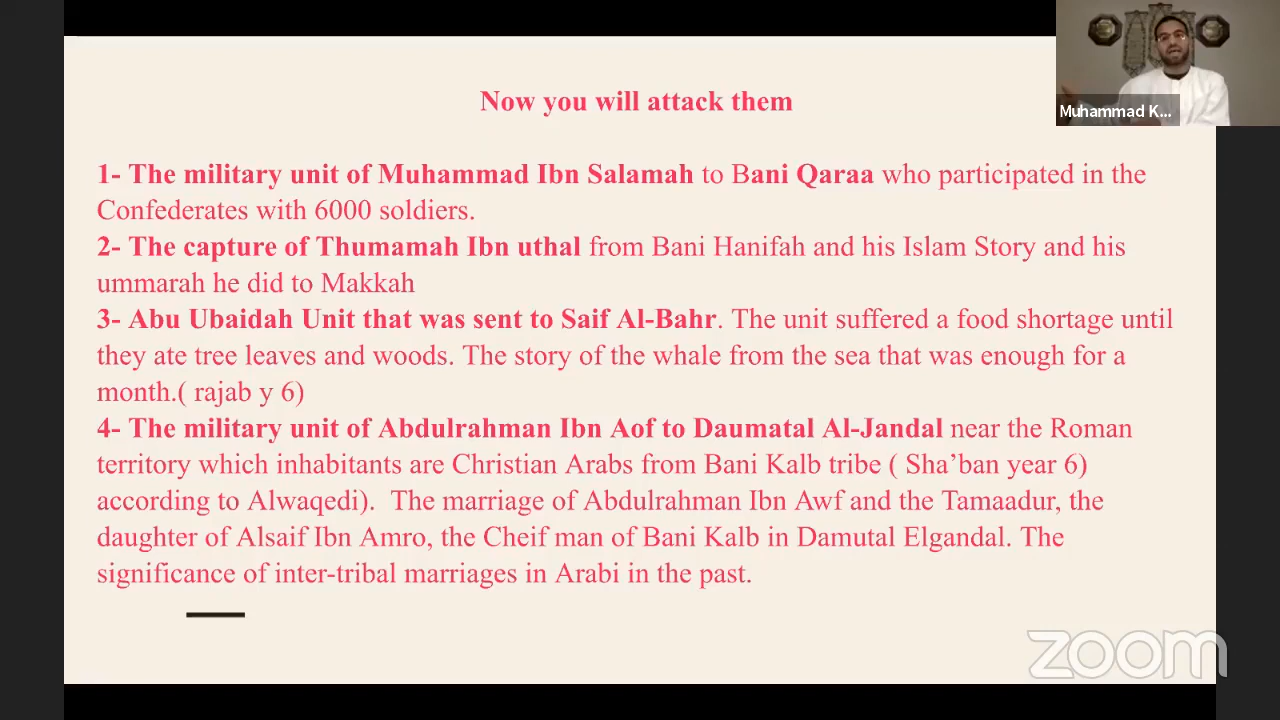 Now you will attack them
Muhammad K...
1- The military unit of Muhammad Ibn Salamah to Bani Qaraa who participated in the
Confederates with 6000 soldiers.
2- The capture of Thumamah Ibn uthal from Bani Hanifah and his Islam Story and his
ummarah he did to Makkah
3- Abu Ubaidah Unit that was sent to Saif Al-Bahr. The unit suffered a food shortage until
they ate tree leaves and woods. The story of the whale from the sea that was enough for a
month.( rajab y 6)
4- The military unit of Abdulrahman Ibn Aof to Daumatal Al-Jandal near the Roman
territory which inhabitants are Christian Arabs from Bani Kalb tribe ( Sha’ban year 6)
according to Alwaqedi).  The marriage of Abdulrahman Ibn Awf and the Tamaadur, the
daughter of Alsaif Ibn Amro, the Cheif man of Bani Kalb in Damutal Elgandal. The
significance of inter-tribal marriages in Arabi in the past.
zoom